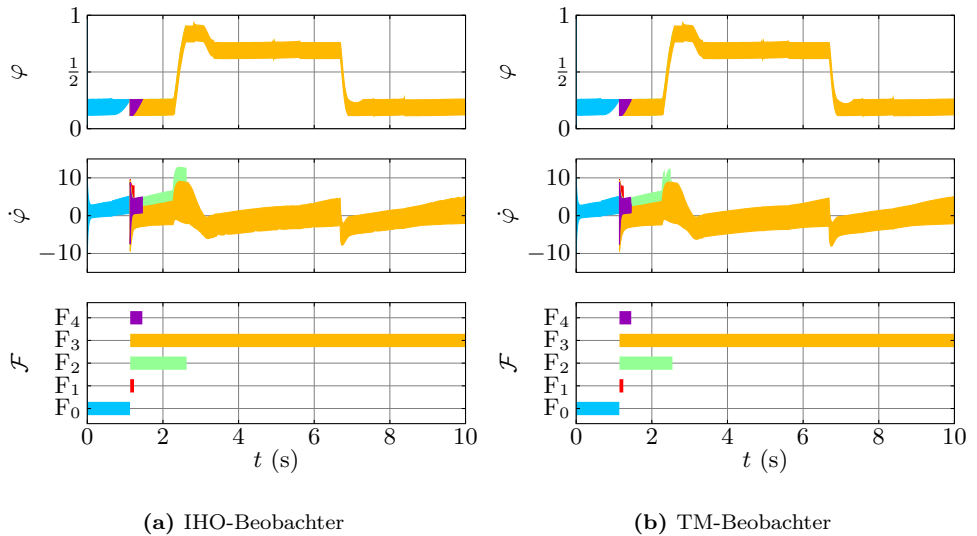 1
1
φ
1/2
φ
1/2
0
0
10
10
φ̇
0
φ̇
0
−10
−10
F₄
F₄
F₃
F₃
ℱ
F₂
ℱ
F₂
F₁
F₁
F₀
F₀
0 2 4 6 8 10
0 2 4 6 8 10
t (s)
t (s)
(a) IHO-Beobachter
(b) TM-Beobachter